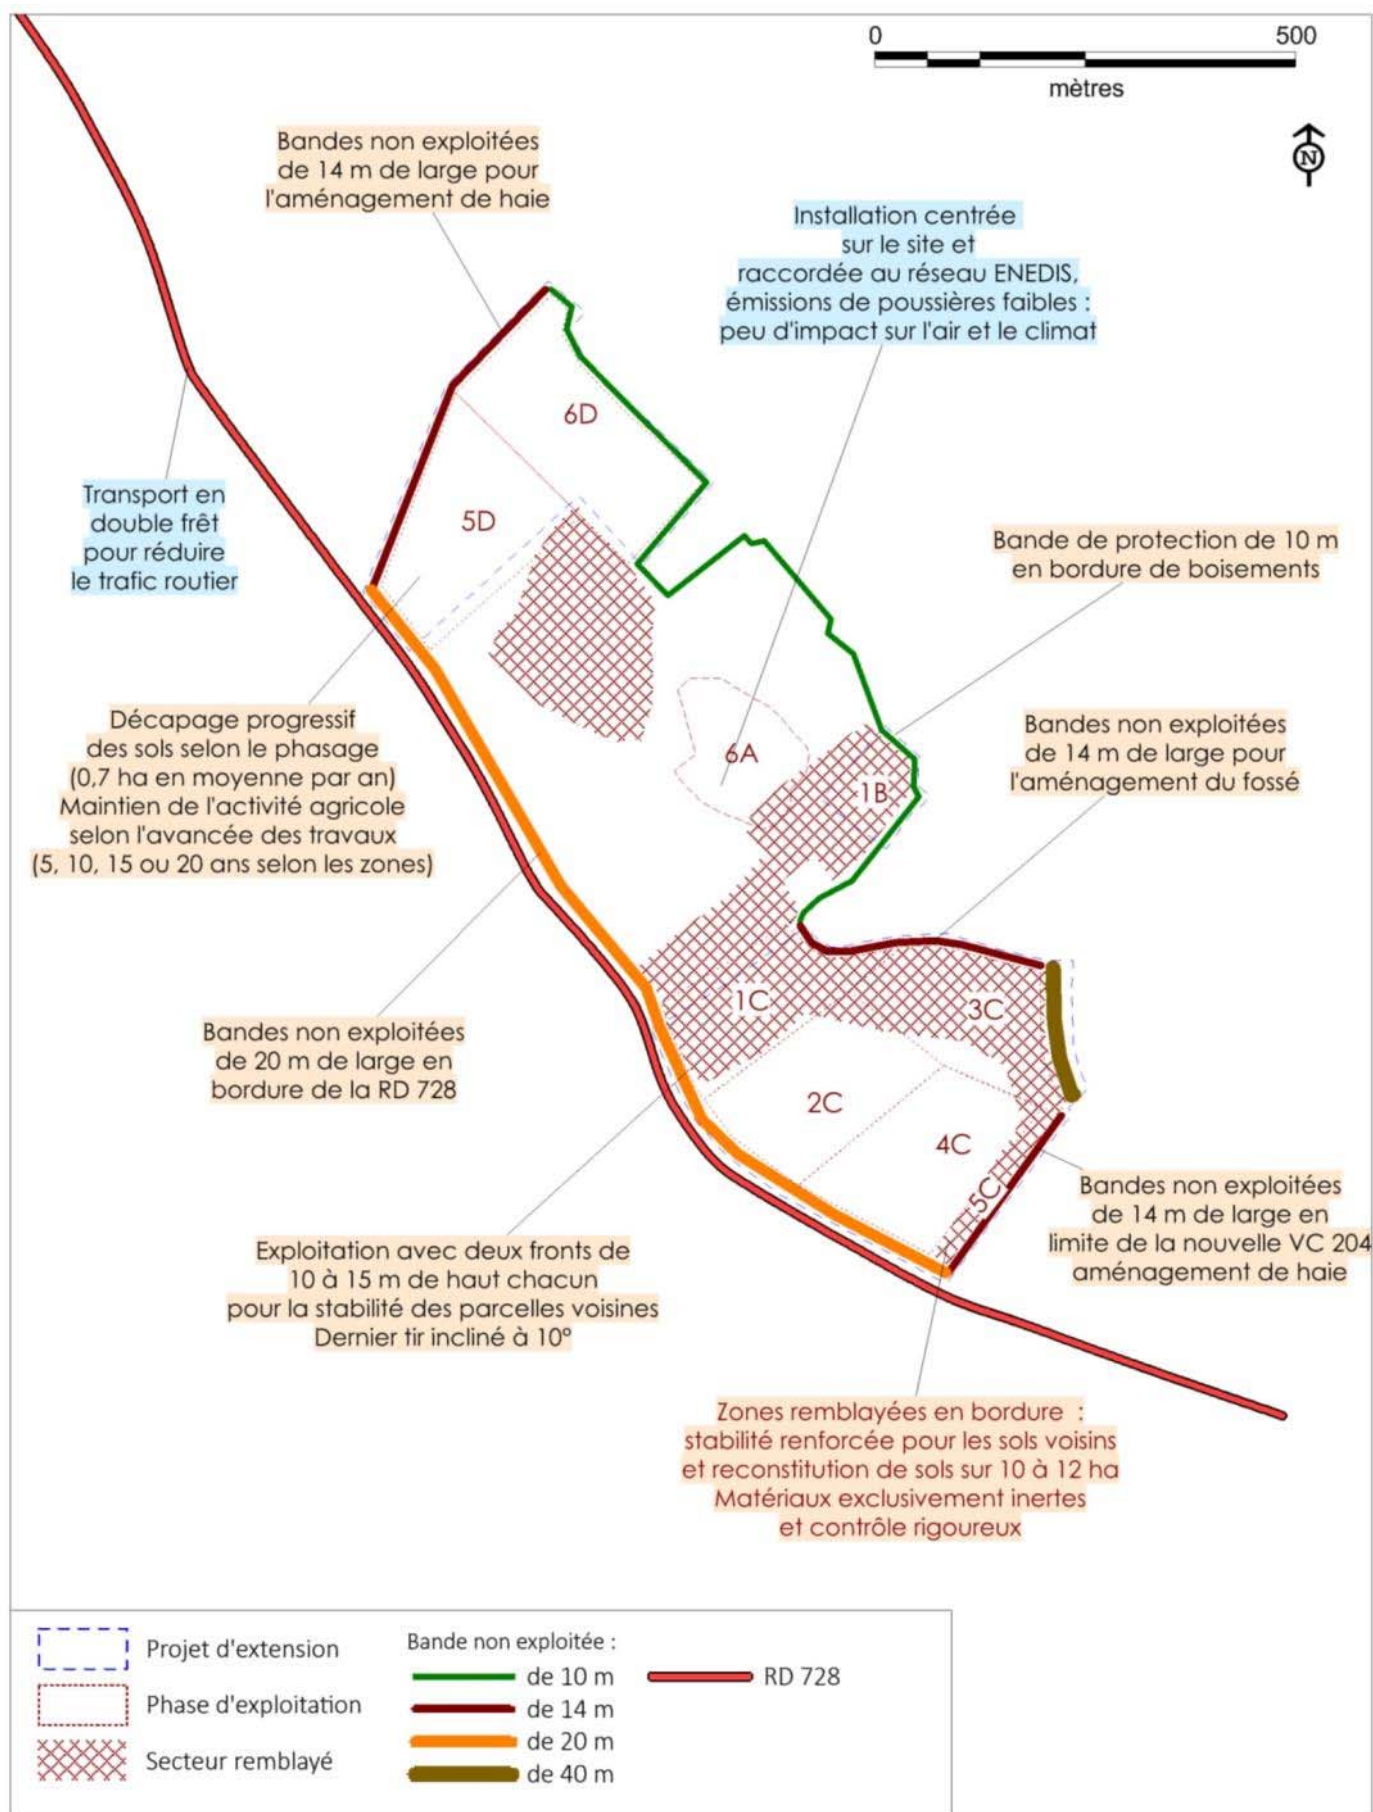 0 500
mètres
N
Bandes non exploitées
de 14 m de large pour
l'aménagement de haie
Installation centrée
sur le site et
raccordée au réseau ENEDIS,
émissions de poussières faibles :
peu d'impact sur l'air et le climat
6D
Transport en
double frêt
pour réduire
le trafic routier
5D
Bande de protection de 10 m
en bordure de boisements
Décapage progressif
des sols selon le phasage
(0,7 ha en moyenne par an)
Maintien de l'activité agricole
selon l'avancée des travaux
(5, 10, 15 ou 20 ans selon les zones)
6A
1B
Bandes non exploitées
de 14 m de large pour
l'aménagement du fossé
1C
3C
Bandes non exploitées
de 20 m de large en
bordure de la RD 728
2C
4C
5C
Bandes non exploitées
de 14 m de large en
limite de la nouvelle VC 204
aménagement de haie
Exploitation avec deux fronts de
10 à 15 m de haut chacun
pour la stabilité des parcelles voisines
Dernier tir incliné à 10°
Zones remblayées en bordure :
stabilité renforcée pour les sols voisins
et reconstitution de sols sur 10 à 12 ha
Matériaux exclusivement inertes
et contrôle rigoureux
Projet d'extension
Phase d'exploitation
Secteur remblayé
Bande non exploitée :
de 10 m
de 14 m
de 20 m
de 40 m
RD 728